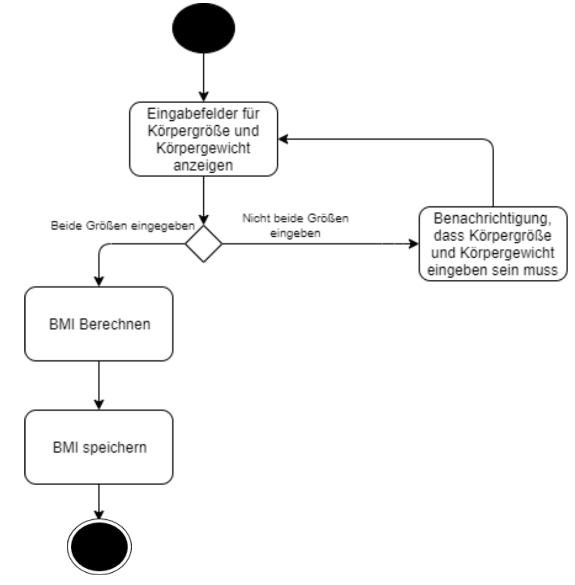 Eingabefelder für
Körpergröße und
Körpergewicht
anzeigen
Beide Größen eingegeben
Nicht beide Größen
eingeben
Benachrichtigung,
dass Körpergröße
und Körpergewicht
eingeben sein muss
BMI Berechnen
BMI speichern